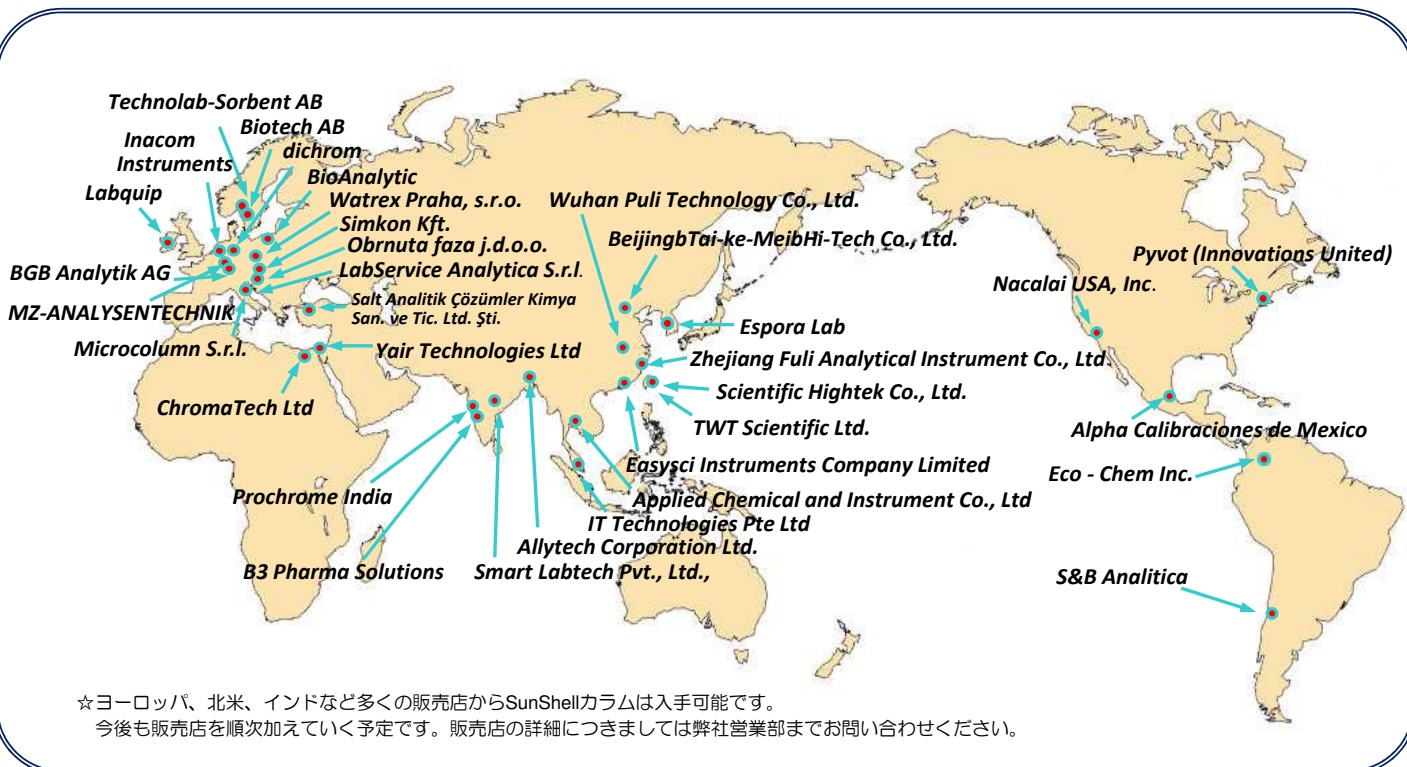 Technolab-Sorbent AB
Biotech AB
Inacom
Instruments
dichrom
BioAnalytic
Labquip
Watrex Praha, s.r.o.
Simkon Kft.
Obrnuta faza j.d.o.o.
BGB Analytik AG
LabService Analytica S.r.l.
MZ-ANALYSENTECHNIK
Salt Analitik Çözümler Kimya
San. ve Tic. Ltd. Şti.
Microcolumn S.r.l.
Yair Technologies Ltd
ChromaTech Ltd
Wuhan Puli Technology Co., Ltd.
BeijingbTai-ke-MeibHi-Tech Co., Ltd.
Espora Lab
Zhejiang Fuli Analytical Instrument Co., Ltd.
Scientific Hightek Co., Ltd.
TWT Scientific Ltd.
Easysci Instruments Company Limited
Prochrome India
Applied Chemical and Instrument Co., Ltd
IT Technologies Pte Ltd
Allytech Corporation Ltd.
B3 Pharma Solutions
Smart Labtech Pvt., Ltd.,
Pyvot (Innovations United)
Nacalai USA, Inc.
Alpha Calibraciones de Mexico
Eco - Chem Inc.
S&B Analitica
☆ヨーロッパ、北米、インドなど多くの販売店からSunShellカラムは入手可能です。
今後も販売店を順次加えていく予定です。販売店の詳細につきましては弊社営業部までお問い合わせください。